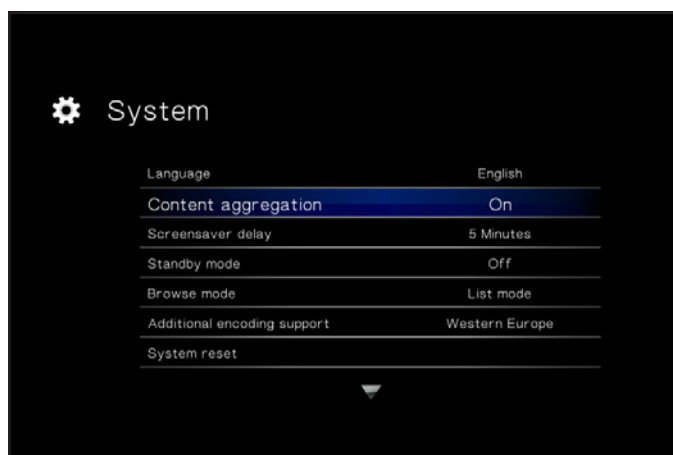 System
Language English
Content aggregation On
Screensaver delay 5 Minutes
Standby mode Off
Browse mode List mode
Additional encoding support Western Europe
System reset